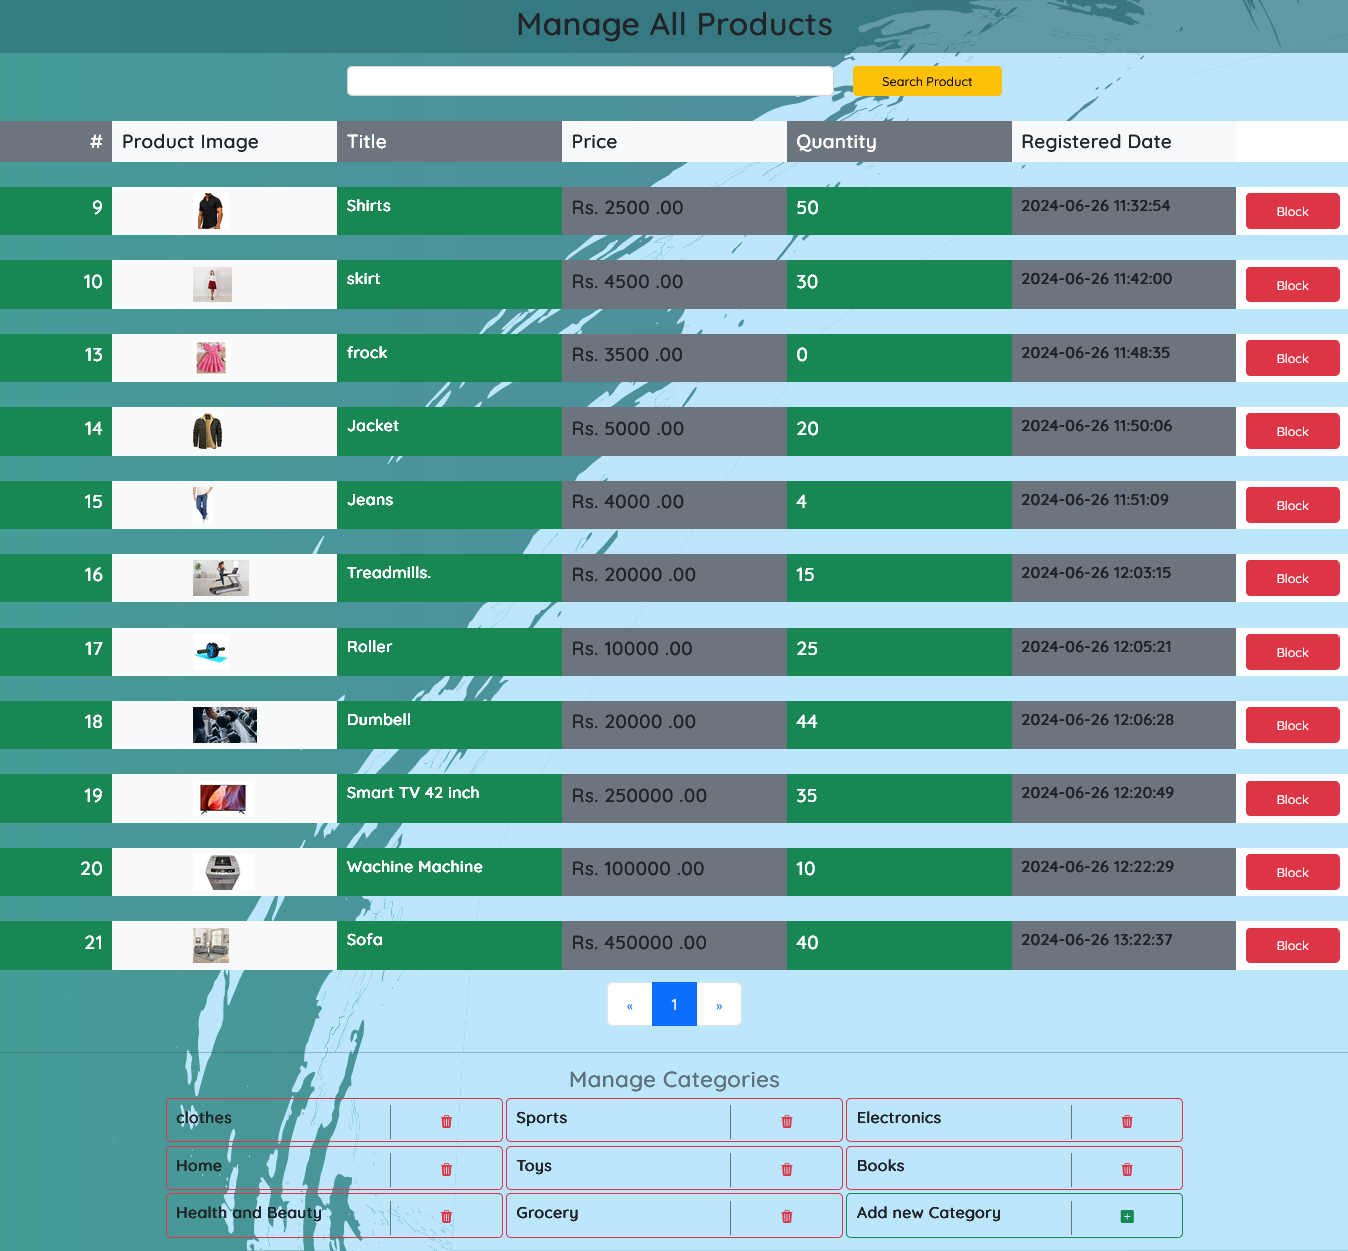 Manage All Products
Search Product
# Product Image Title Price Quantity Registered Date
9 Shirts Rs. 2500 .00 50 2024-06-26 11:32:54 Block
10 skirt Rs. 4500 .00 30 2024-06-26 11:42:00 Block
13 frock Rs. 3500 .00 0 2024-06-26 11:48:35 Block
14 Jacket Rs. 5000 .00 20 2024-06-26 11:50:06 Block
15 Jeans Rs. 4000 .00 4 2024-06-26 11:51:09 Block
16 Treadmills. Rs. 20000 .00 15 2024-06-26 12:03:15 Block
17 Roller Rs. 10000 .00 25 2024-06-26 12:05:21 Block
18 Dumbell Rs. 20000 .00 44 2024-06-26 12:06:28 Block
19 Smart TV 42 inch Rs. 250000 .00 35 2024-06-26 12:20:49 Block
20 Wachine Machine Rs. 100000 .00 10 2024-06-26 12:22:29 Block
21 Sofa Rs. 450000 .00 40 2024-06-26 13:22:37 Block
« 1 »
Manage Categories
clothes Sports Electronics
Home Toys Books
Health and Beauty Grocery Add new Category